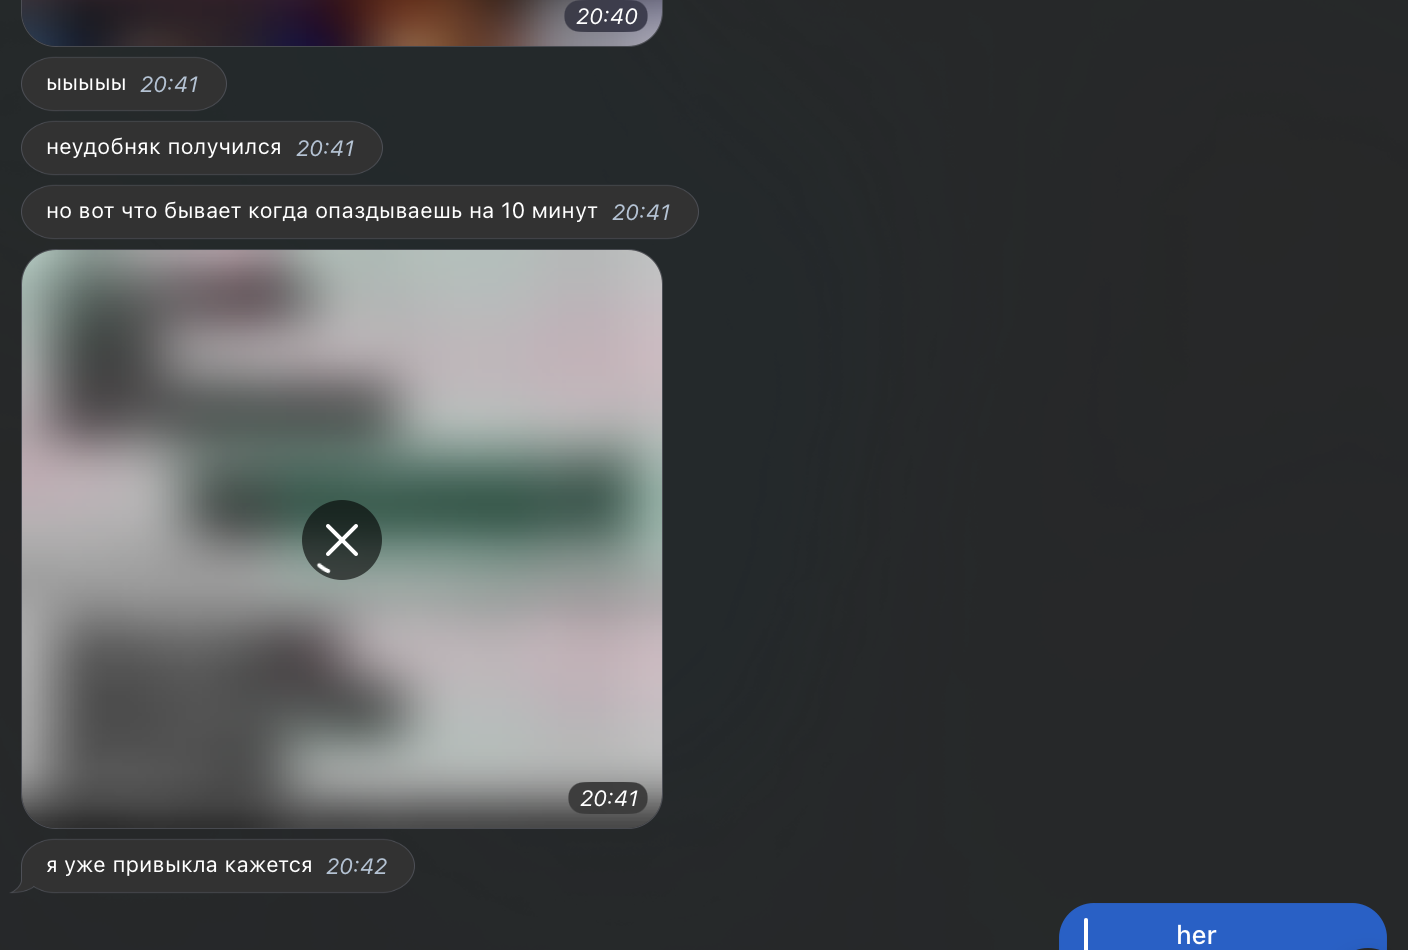 20:40
ыыыыы 20:41
неудобняк получился 20:41
но вот что бывает когда опаздываешь на 10 минут 20:41
20:41
я уже привыкла кажется 20:42
her